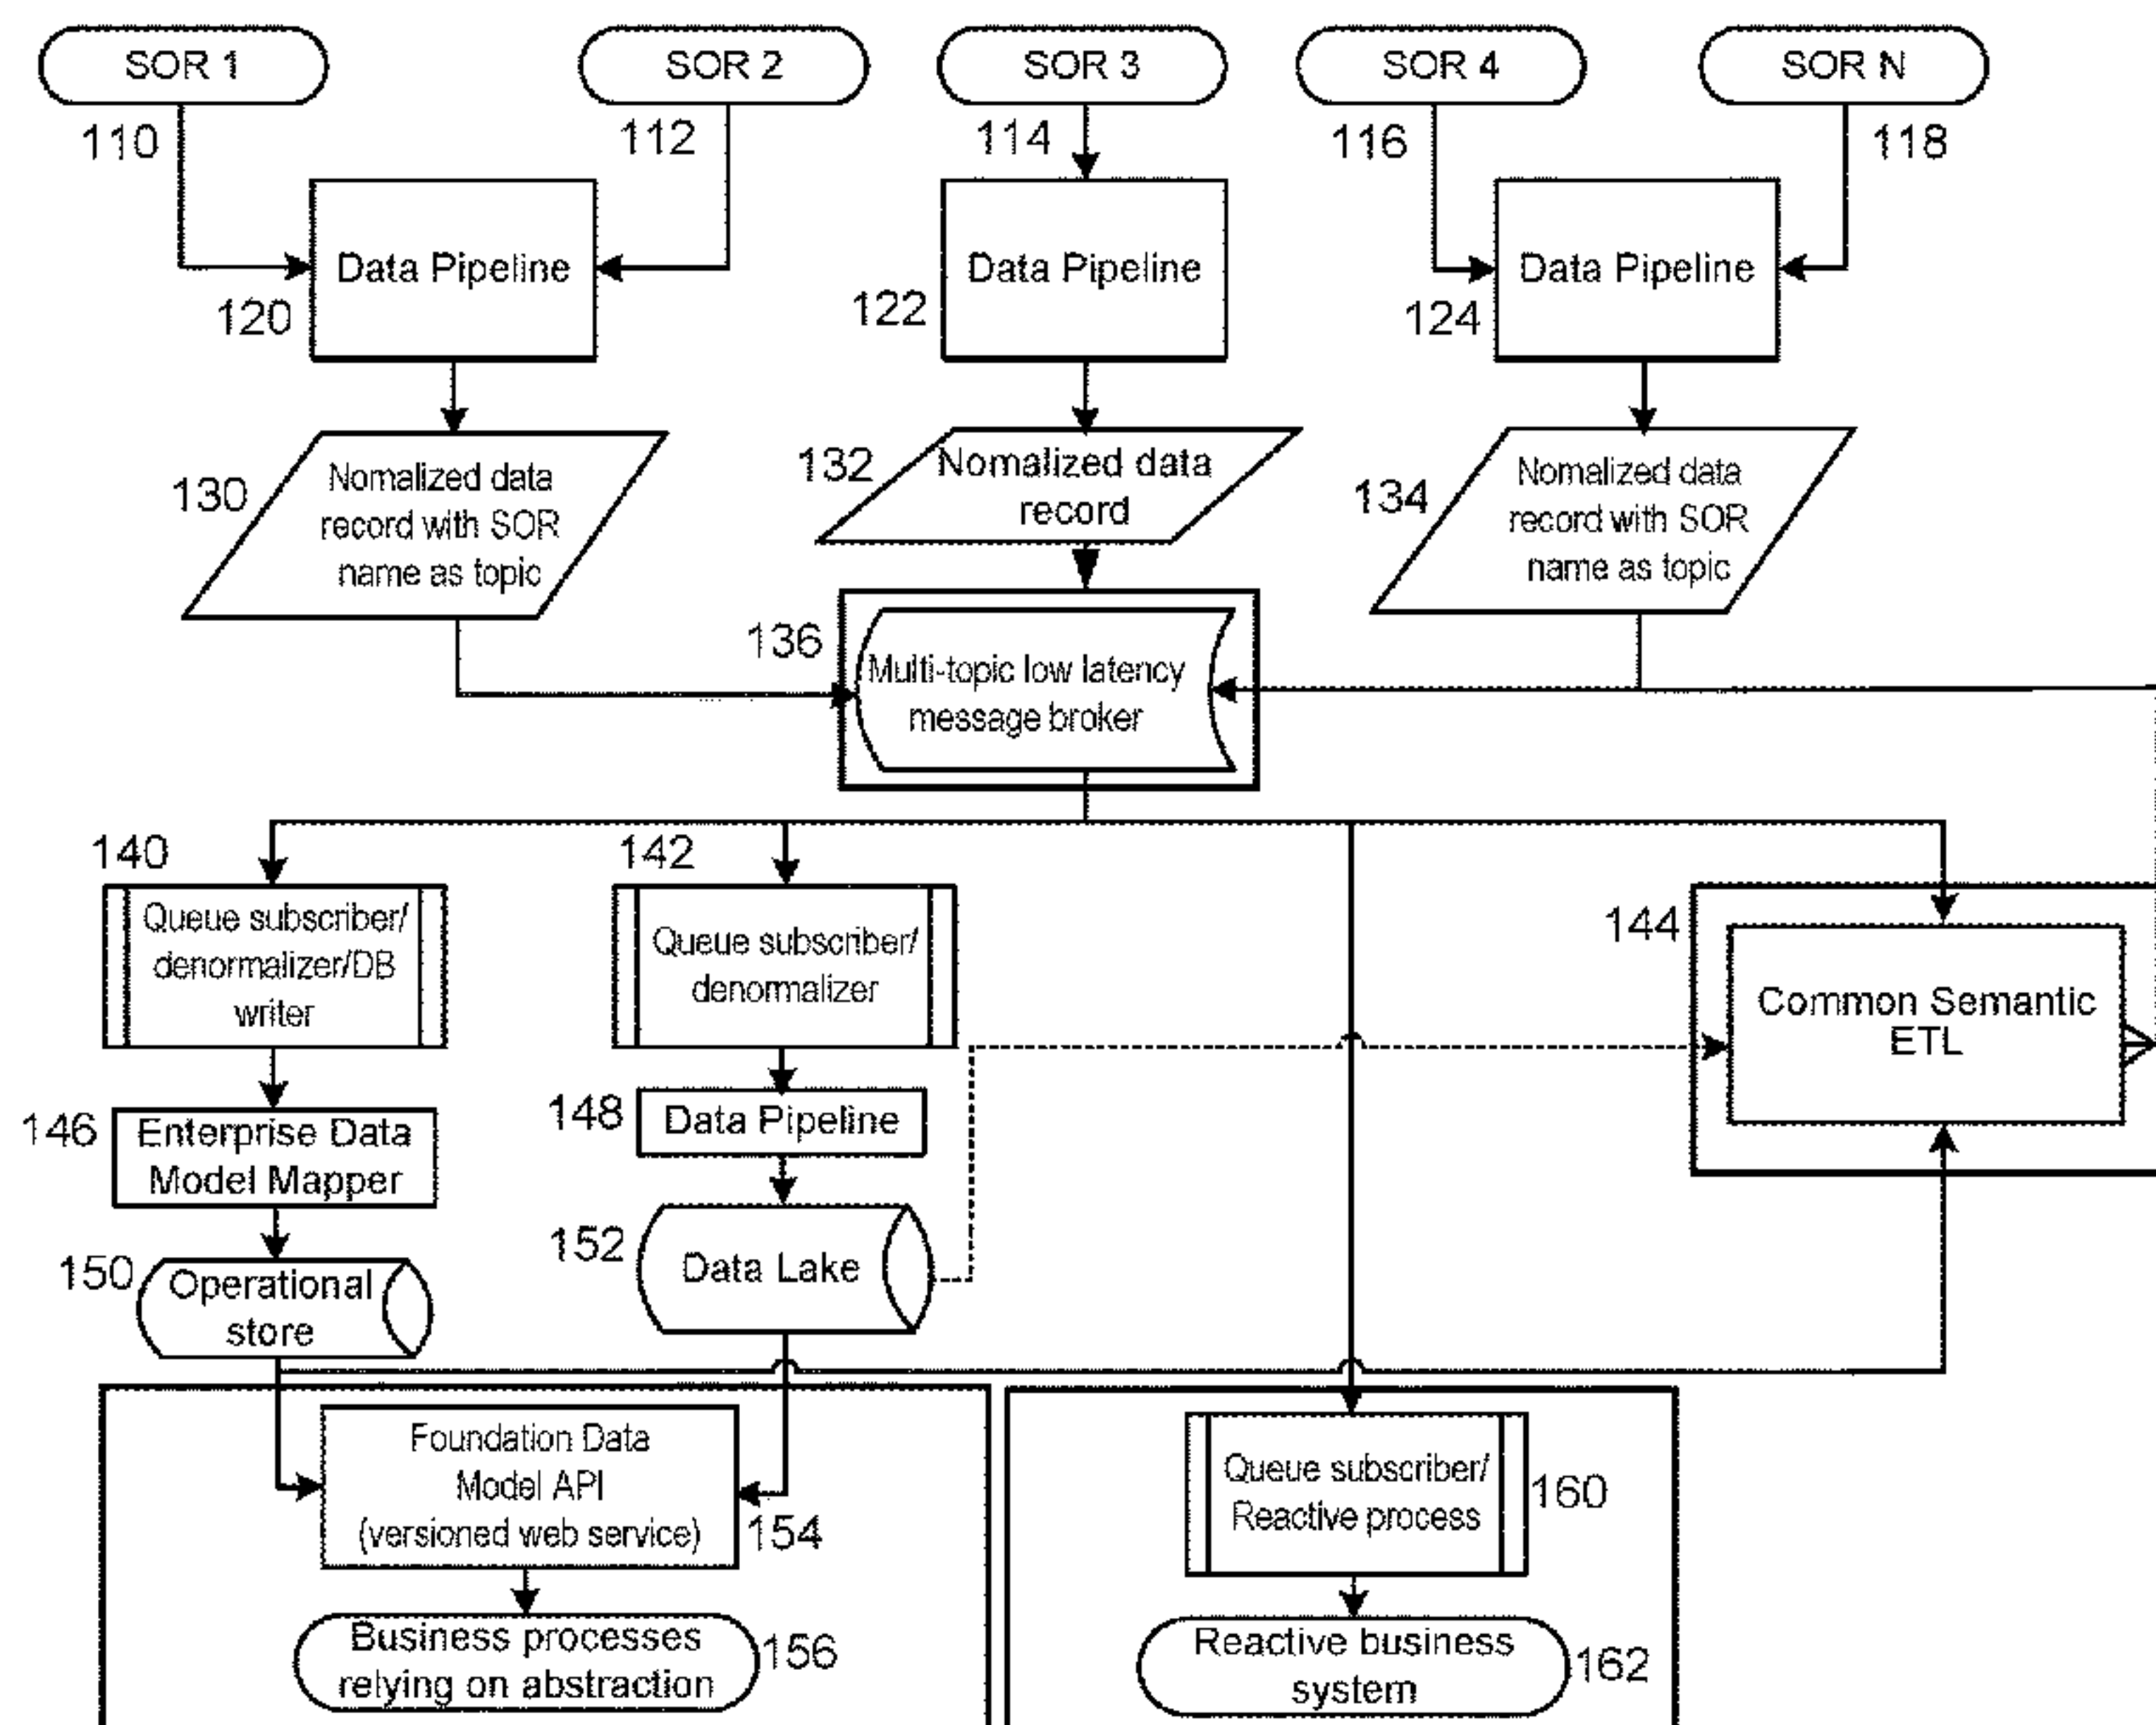 SOR 1
SOR 2
SOR 3
SOR 4
SOR N
110
112
114
116
118
Data Pipeline
Data Pipeline
Data Pipeline
120
122
124
130
Nomalized data
record with SOR
name as topic
132
Nomalized data
record
134
Nomalized data
record with SOR
name as topic
136
Multi-topic low latency
message broker
140
142
144
Queue subscriber/
denormalizer/DB
writer
Queue subscriber/
denormalizer
Common Semantic
ETL
146
Enterprise Data
Model Mapper
148
Data Pipeline
150
Operational
store
152
Data Lake
Foundation Data
Model API
(versioned web service)
154
Queue subscriber/
Reactive process
160
Business processes
relying on abstraction
156
Reactive business
system
162